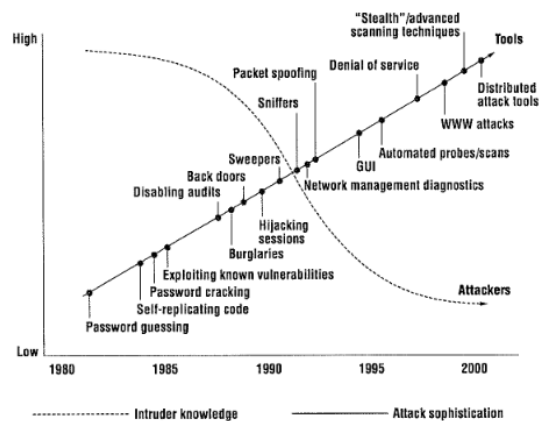 High
"Stealth"/advanced
scanning techniques
Tools
Denial of service
Packet spoofing
Distributed
attack tools
Sniffers
WWW attacks
Sweepers
Automated probes/scans
GUI
Back doors
Network management diagnostics
Disabling audits
Hijacking
sessions
Burglaries
Exploiting known vulnerabilities
Password cracking
Attackers
Self-replicating code
Password guessing
Low
1980 1985 1990 1995 2000
Intruder knowledge Attack sophistication